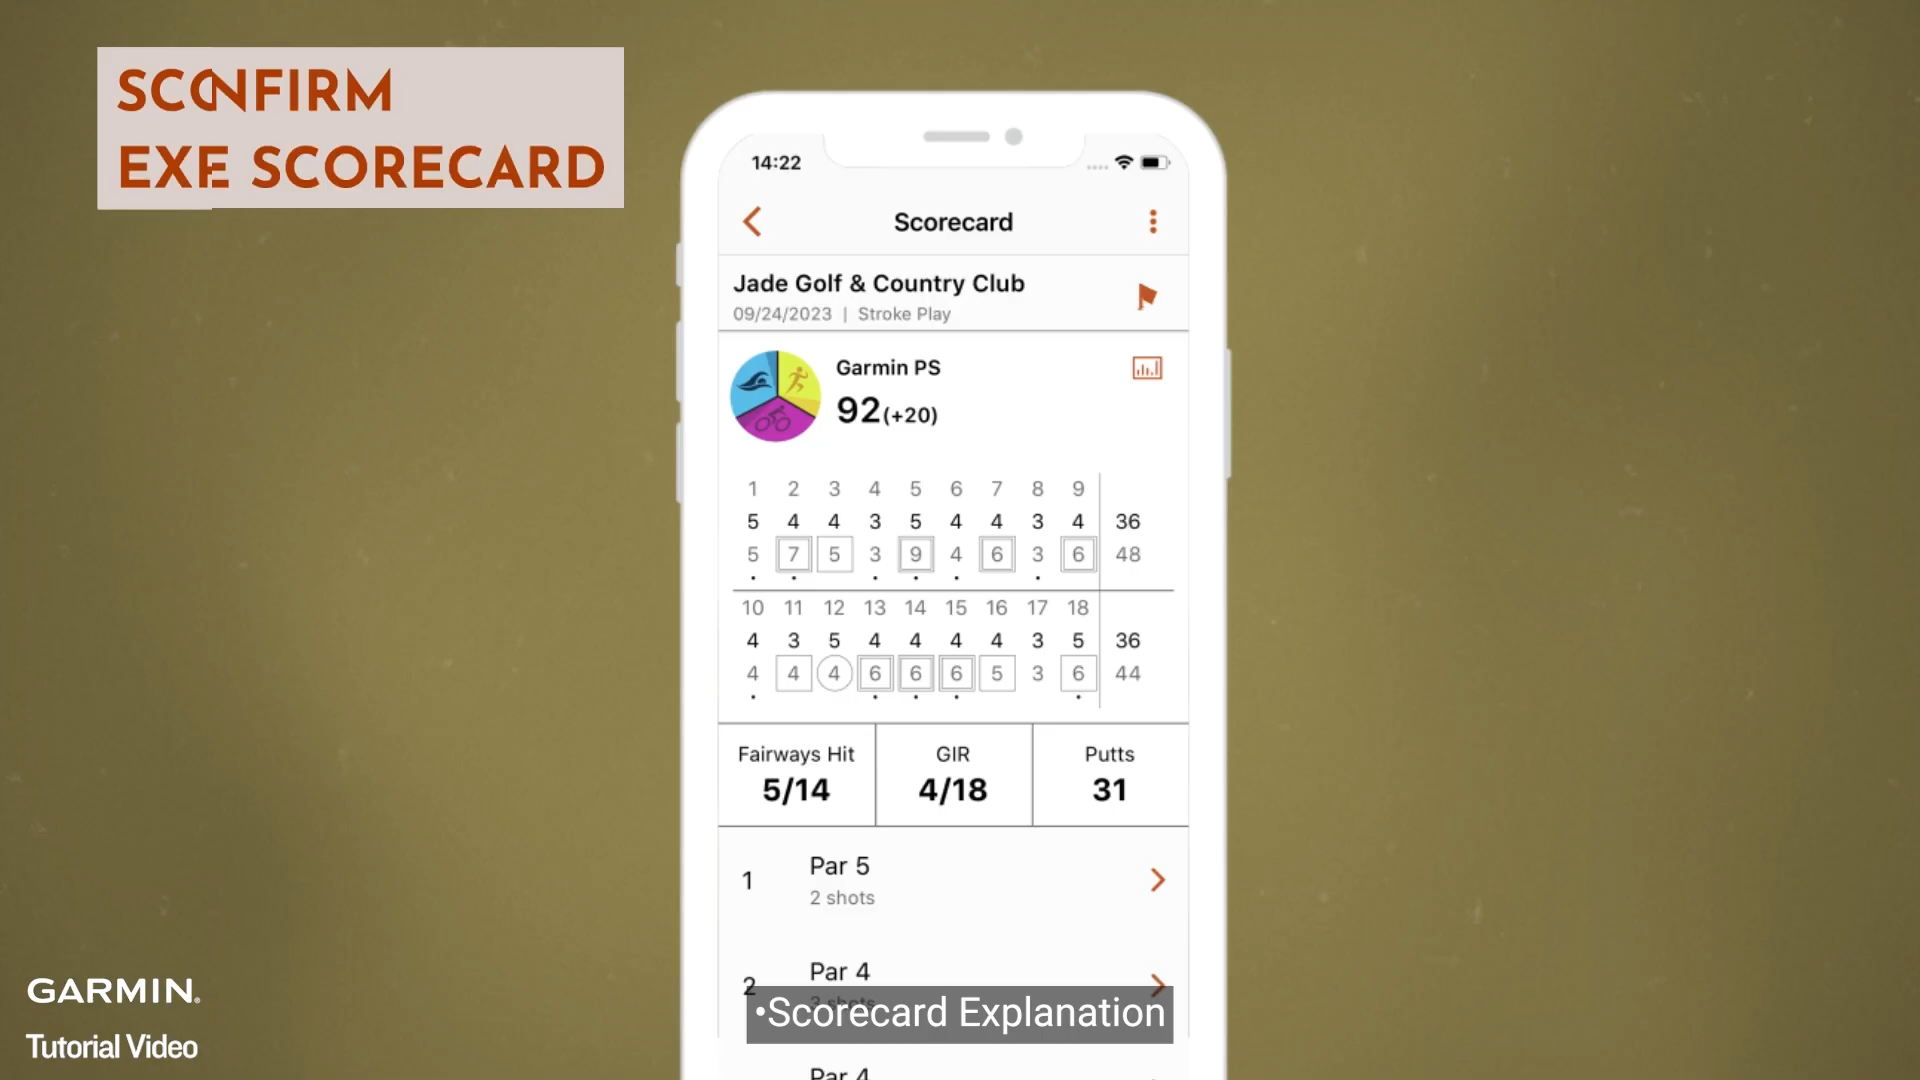 SCONFIRM
EXE SCORECARD
14:22
Scorecard
Jade Golf & Country Club
09/24/2023 | Stroke Play
Garmin PS
92(+20)
1 2 3 4 5 6 7 8 9
5 4 4 3 5 4 4 3 4 36
5 7 5 3 9 4 6 3 6 48
10 11 12 13 14 15 16 17 18
4 3 5 4 4 4 4 3 5 36
4 4 4 6 6 6 5 3 6 44
Fairways Hit GIR Putts
5/14 4/18 31
1 Par 5
2 shots
2 Par 4
3 shots
•Scorecard Explanation
Par 4
GARMIN.
Tutorial Video